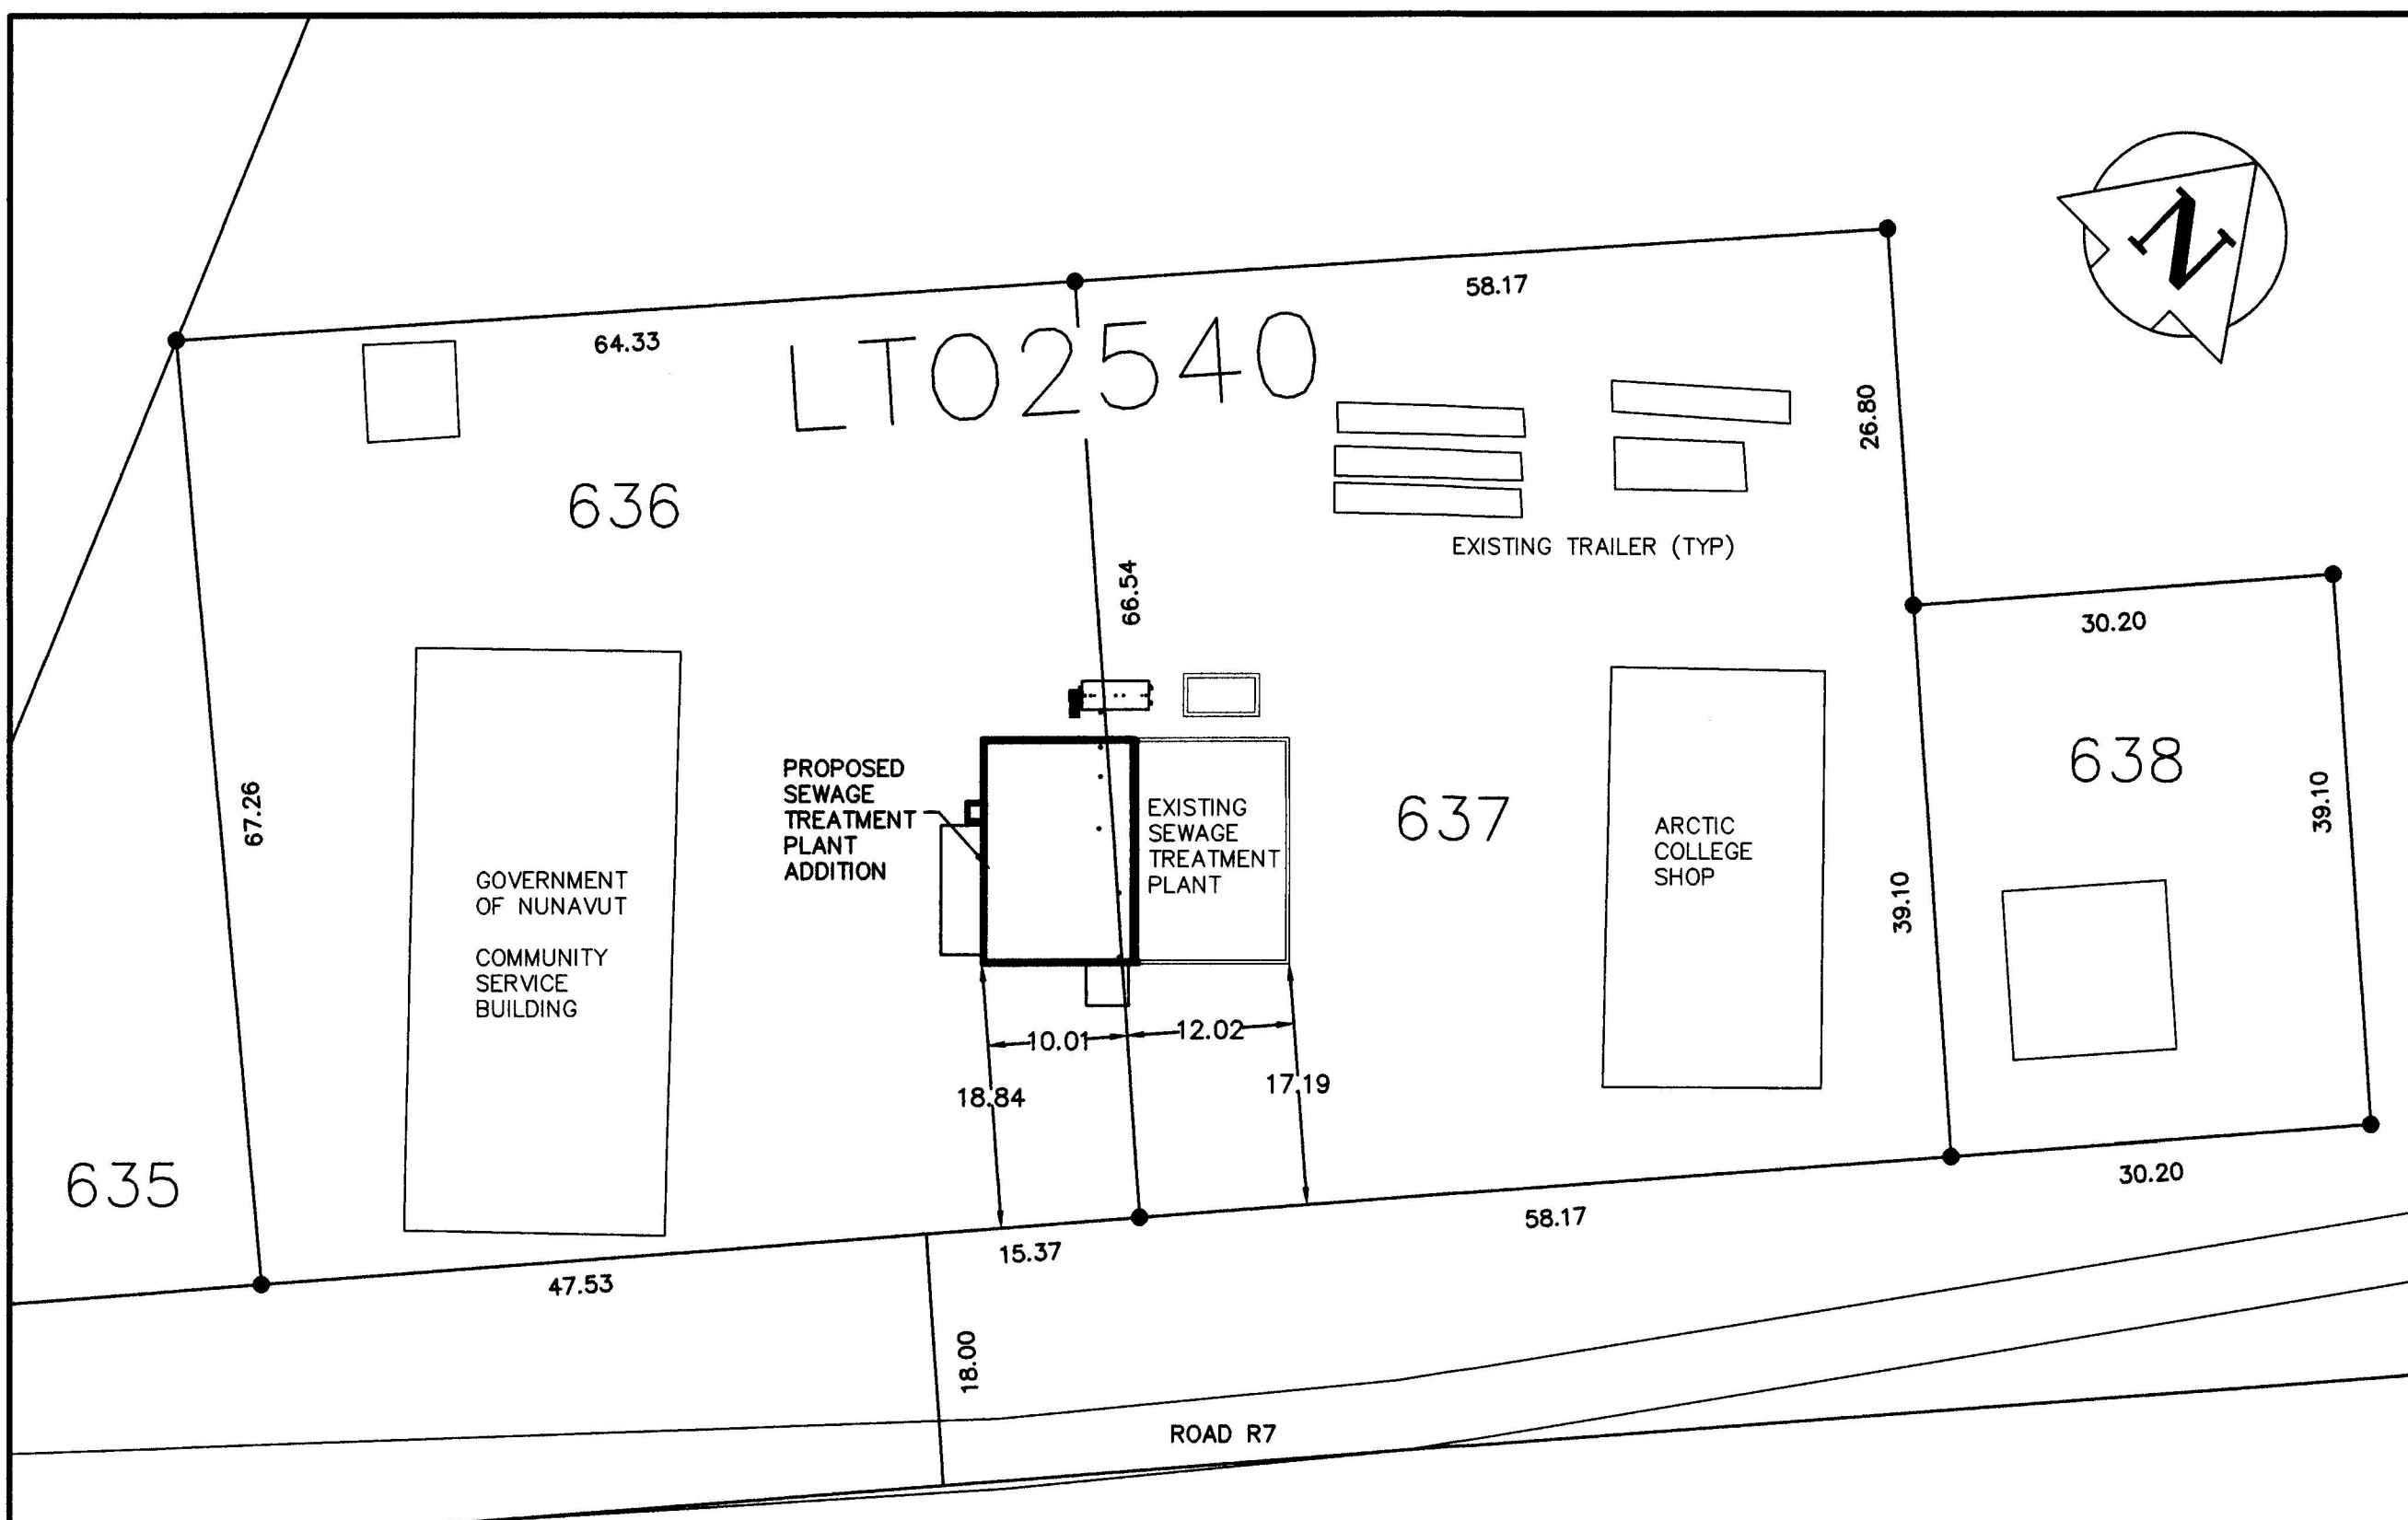 N
58.17
64.33
LTO2540
26.80
636
EXISTING TRAILER (TYP)
66.54
30.20
638
67.26
PROPOSED
SEWAGE
TREATMENT
PLANT
ADDITION
EXISTING
SEWAGE
TREATMENT
PLANT
637
ARCTIC
COLLEGE
SHOP
39.10
39.10
GOVERNMENT
OF NUNAVUT
COMMUNITY
SERVICE
BUILDING
10.01
12.02
18.84
17.19
635
30.20
58.17
15.37
47.53
18.00
ROAD R7